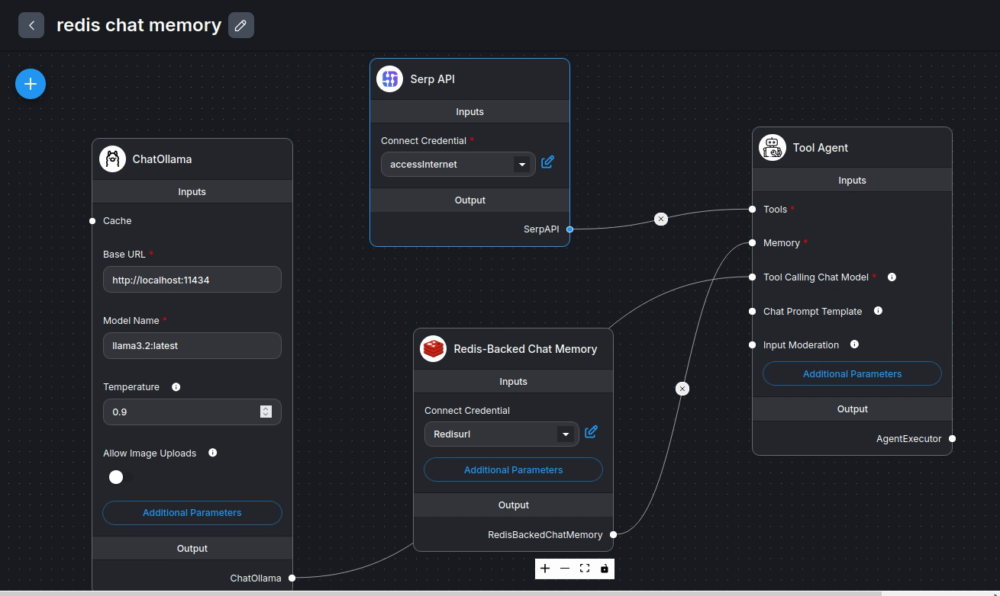 redis chat memory
Serp API
Inputs
Connect Credential *
accessInternet
Output
SerpAPI
ChatOllama
Inputs
Cache
Base URL *
http://localhost:11434
Model Name *
llama3.2:latest
Temperature
0.9
Allow Image Uploads
Additional Parameters
Output
ChatOllama
Redis-Backed Chat Memory
Inputs
Connect Credential
Redisurl
Additional Parameters
Output
RedisBackedChatMemory
Tool Agent
Inputs
Tools *
Memory *
Tool Calling Chat Model *
Chat Prompt Template
Input Moderation
Additional Parameters
Output
AgentExecutor